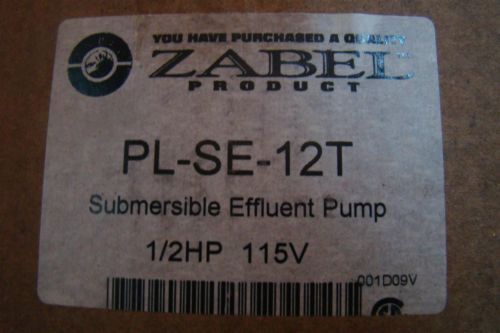 YOU HAVE PURCHASED A QUALITY
ZABEL
PRODUCT
PL-SE-12T
Submersible Effluent Pump
1/2HP 115V
001D09V